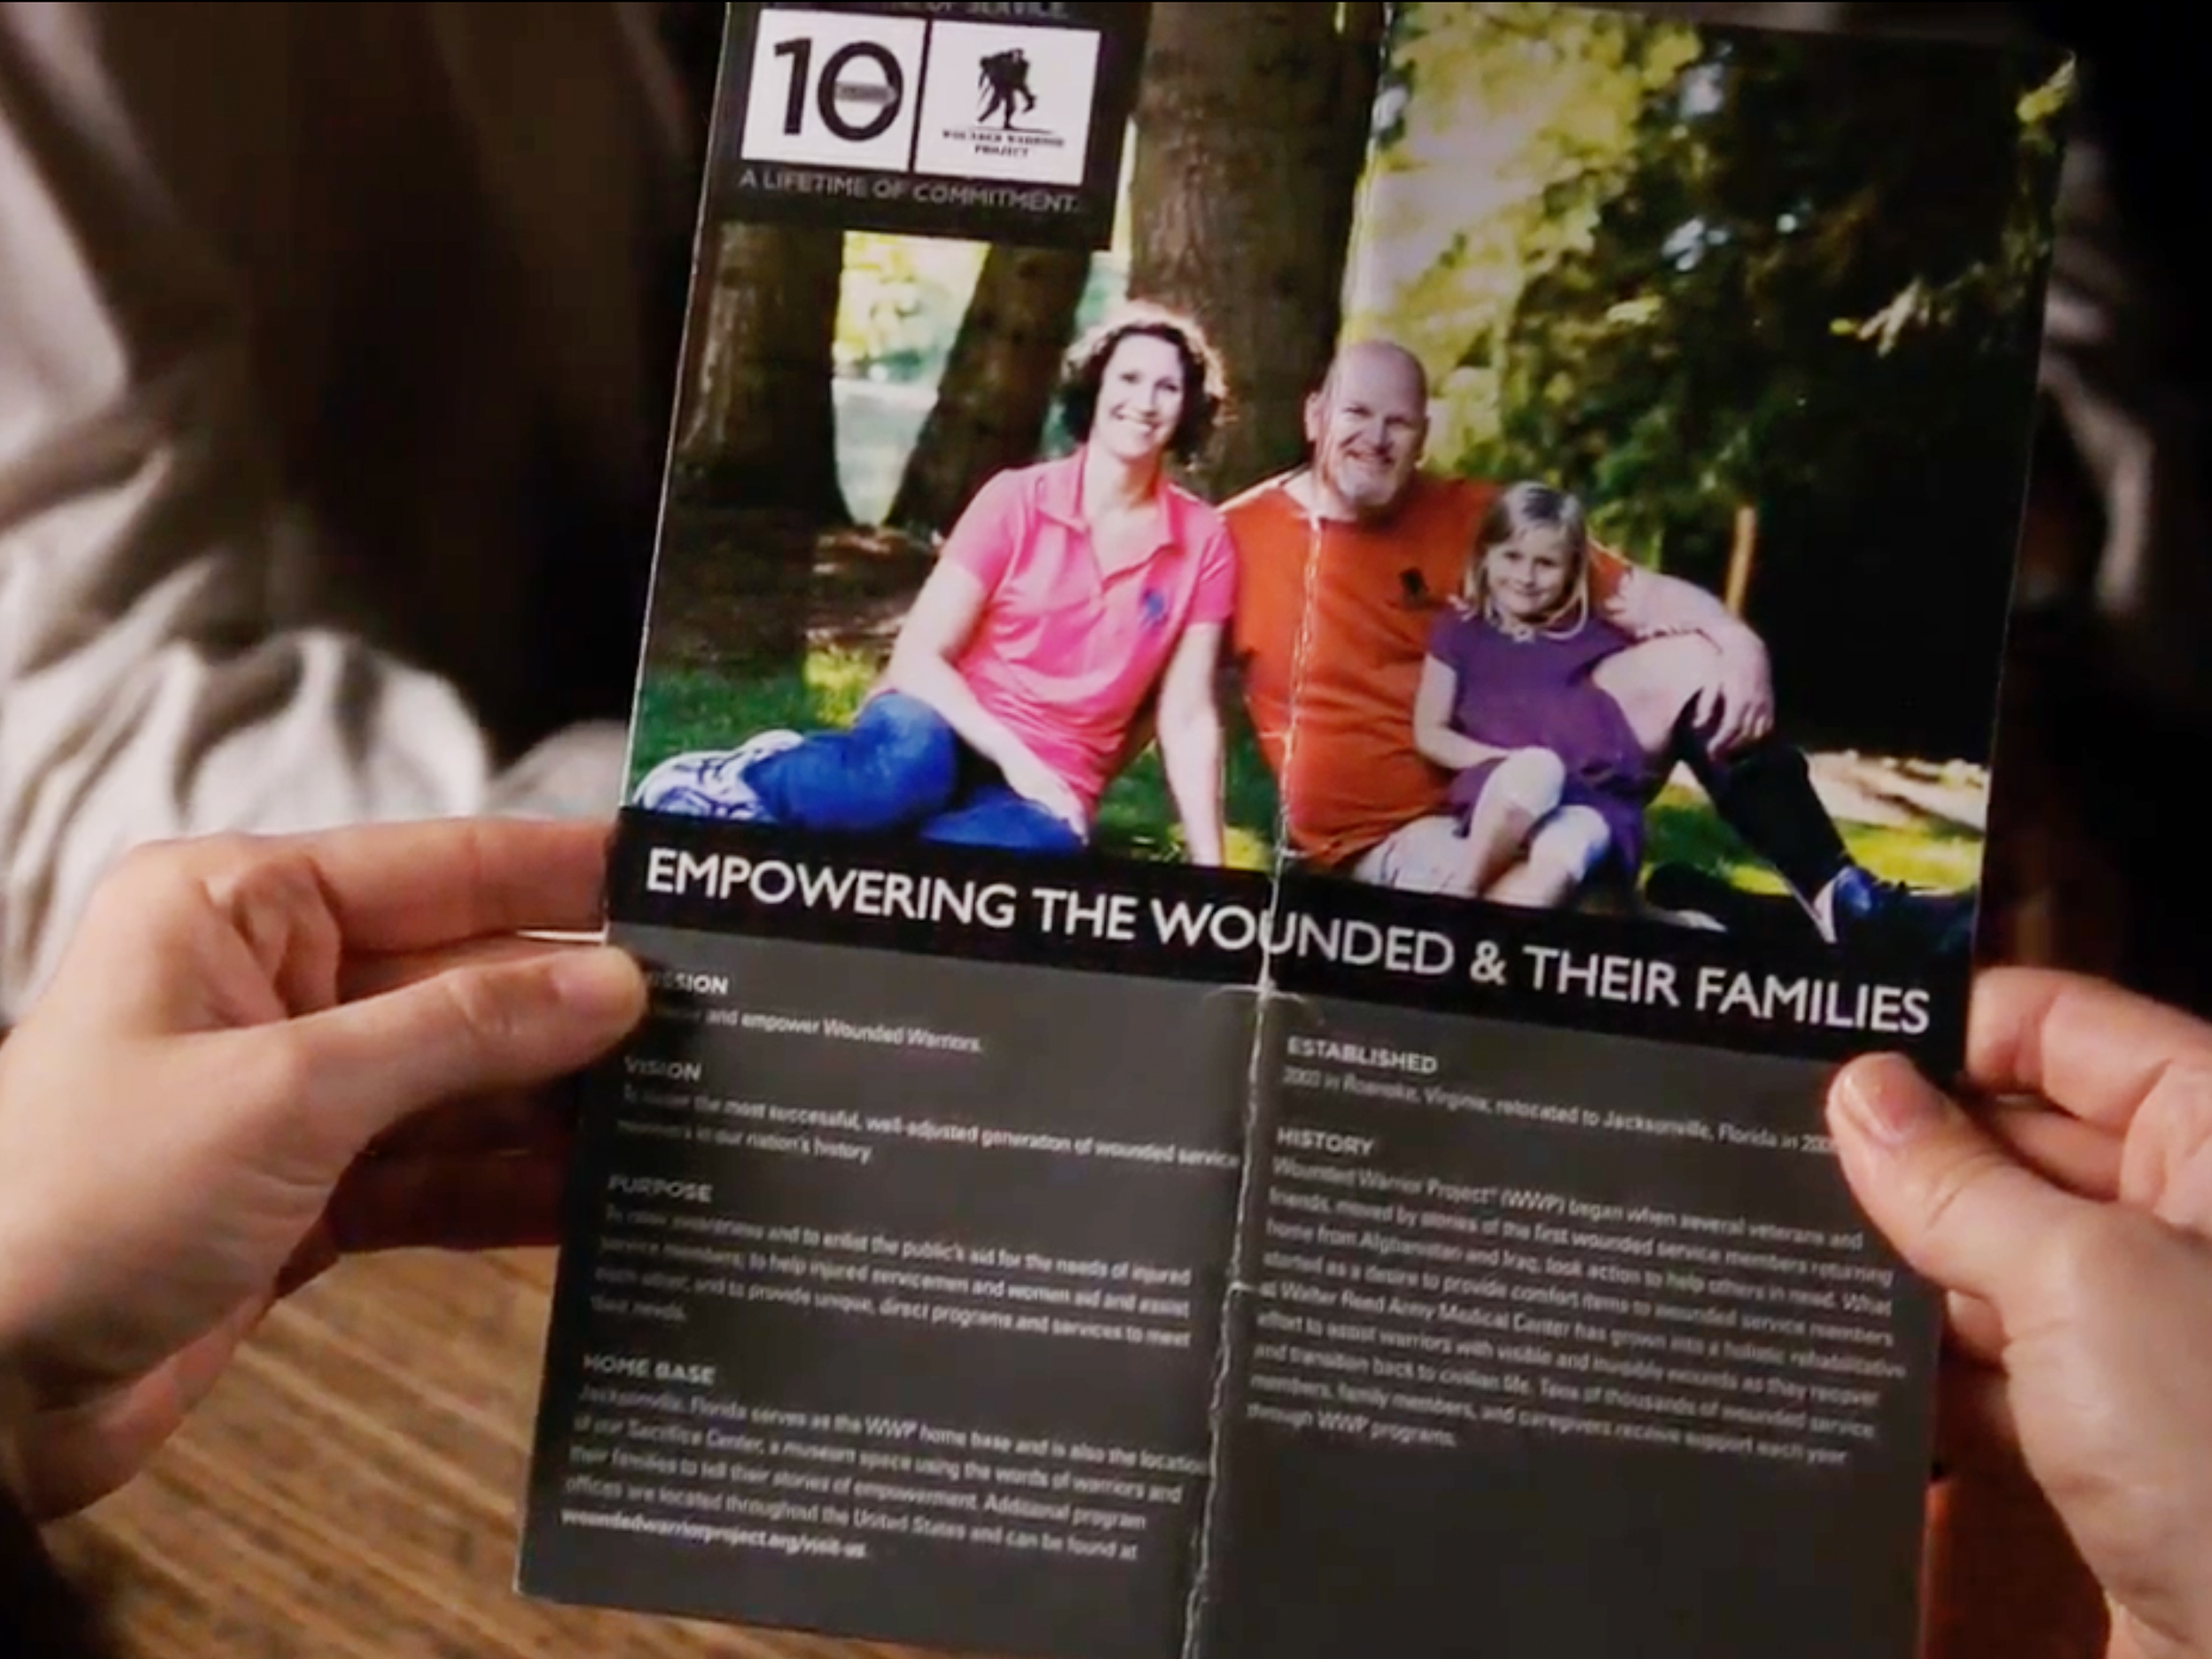 OF SERVICE.
10
WOUNDED WARRIOR
PROJECT
A LIFETIME OF COMMITMENT.
EMPOWERING THE WOUNDED & THEIR FAMILIES
SSION
and empower Wounded Warriors.
VISION
the most successful, well-adjusted generation of wounded service
in our nation's history.
PURPOSE
To raise awareness and to enlist the public's aid for the needs of injured
service members, to help injured servicemen and women aid and assist
each other, and to provide unique, direct programs and services to meet
their needs.
HOME BASE
Jacksonville, Florida serves as the WWP home base and is also the location
of our Sacrifice Center, a museum space using the words of warriors and
their families to tell their stories of empowerment. Additional program
offices are located throughout the United States and can be found at
woundedwarriorproject.org/visit-us.
ESTABLISHED
2003 in Roanoke, Virginia; relocated to Jacksonville, Florida in
HISTORY
Wounded Warrior Project® (WWP) began when several veterans and
friends, moved by stories of the first wounded service members returning
home from Afghanistan and Iraq, took action to help others in need. What
started as a desire to provide comfort items to wounded service members
at Walter Reed Army Medical Center has grown into a holistic rehabilitative
effort to assist warriors with visible and invisible wounds as they recover
and transition back to civilian life. Tens of thousands of wounded service
members, family members, and caregivers receive support each year
through WWP programs.